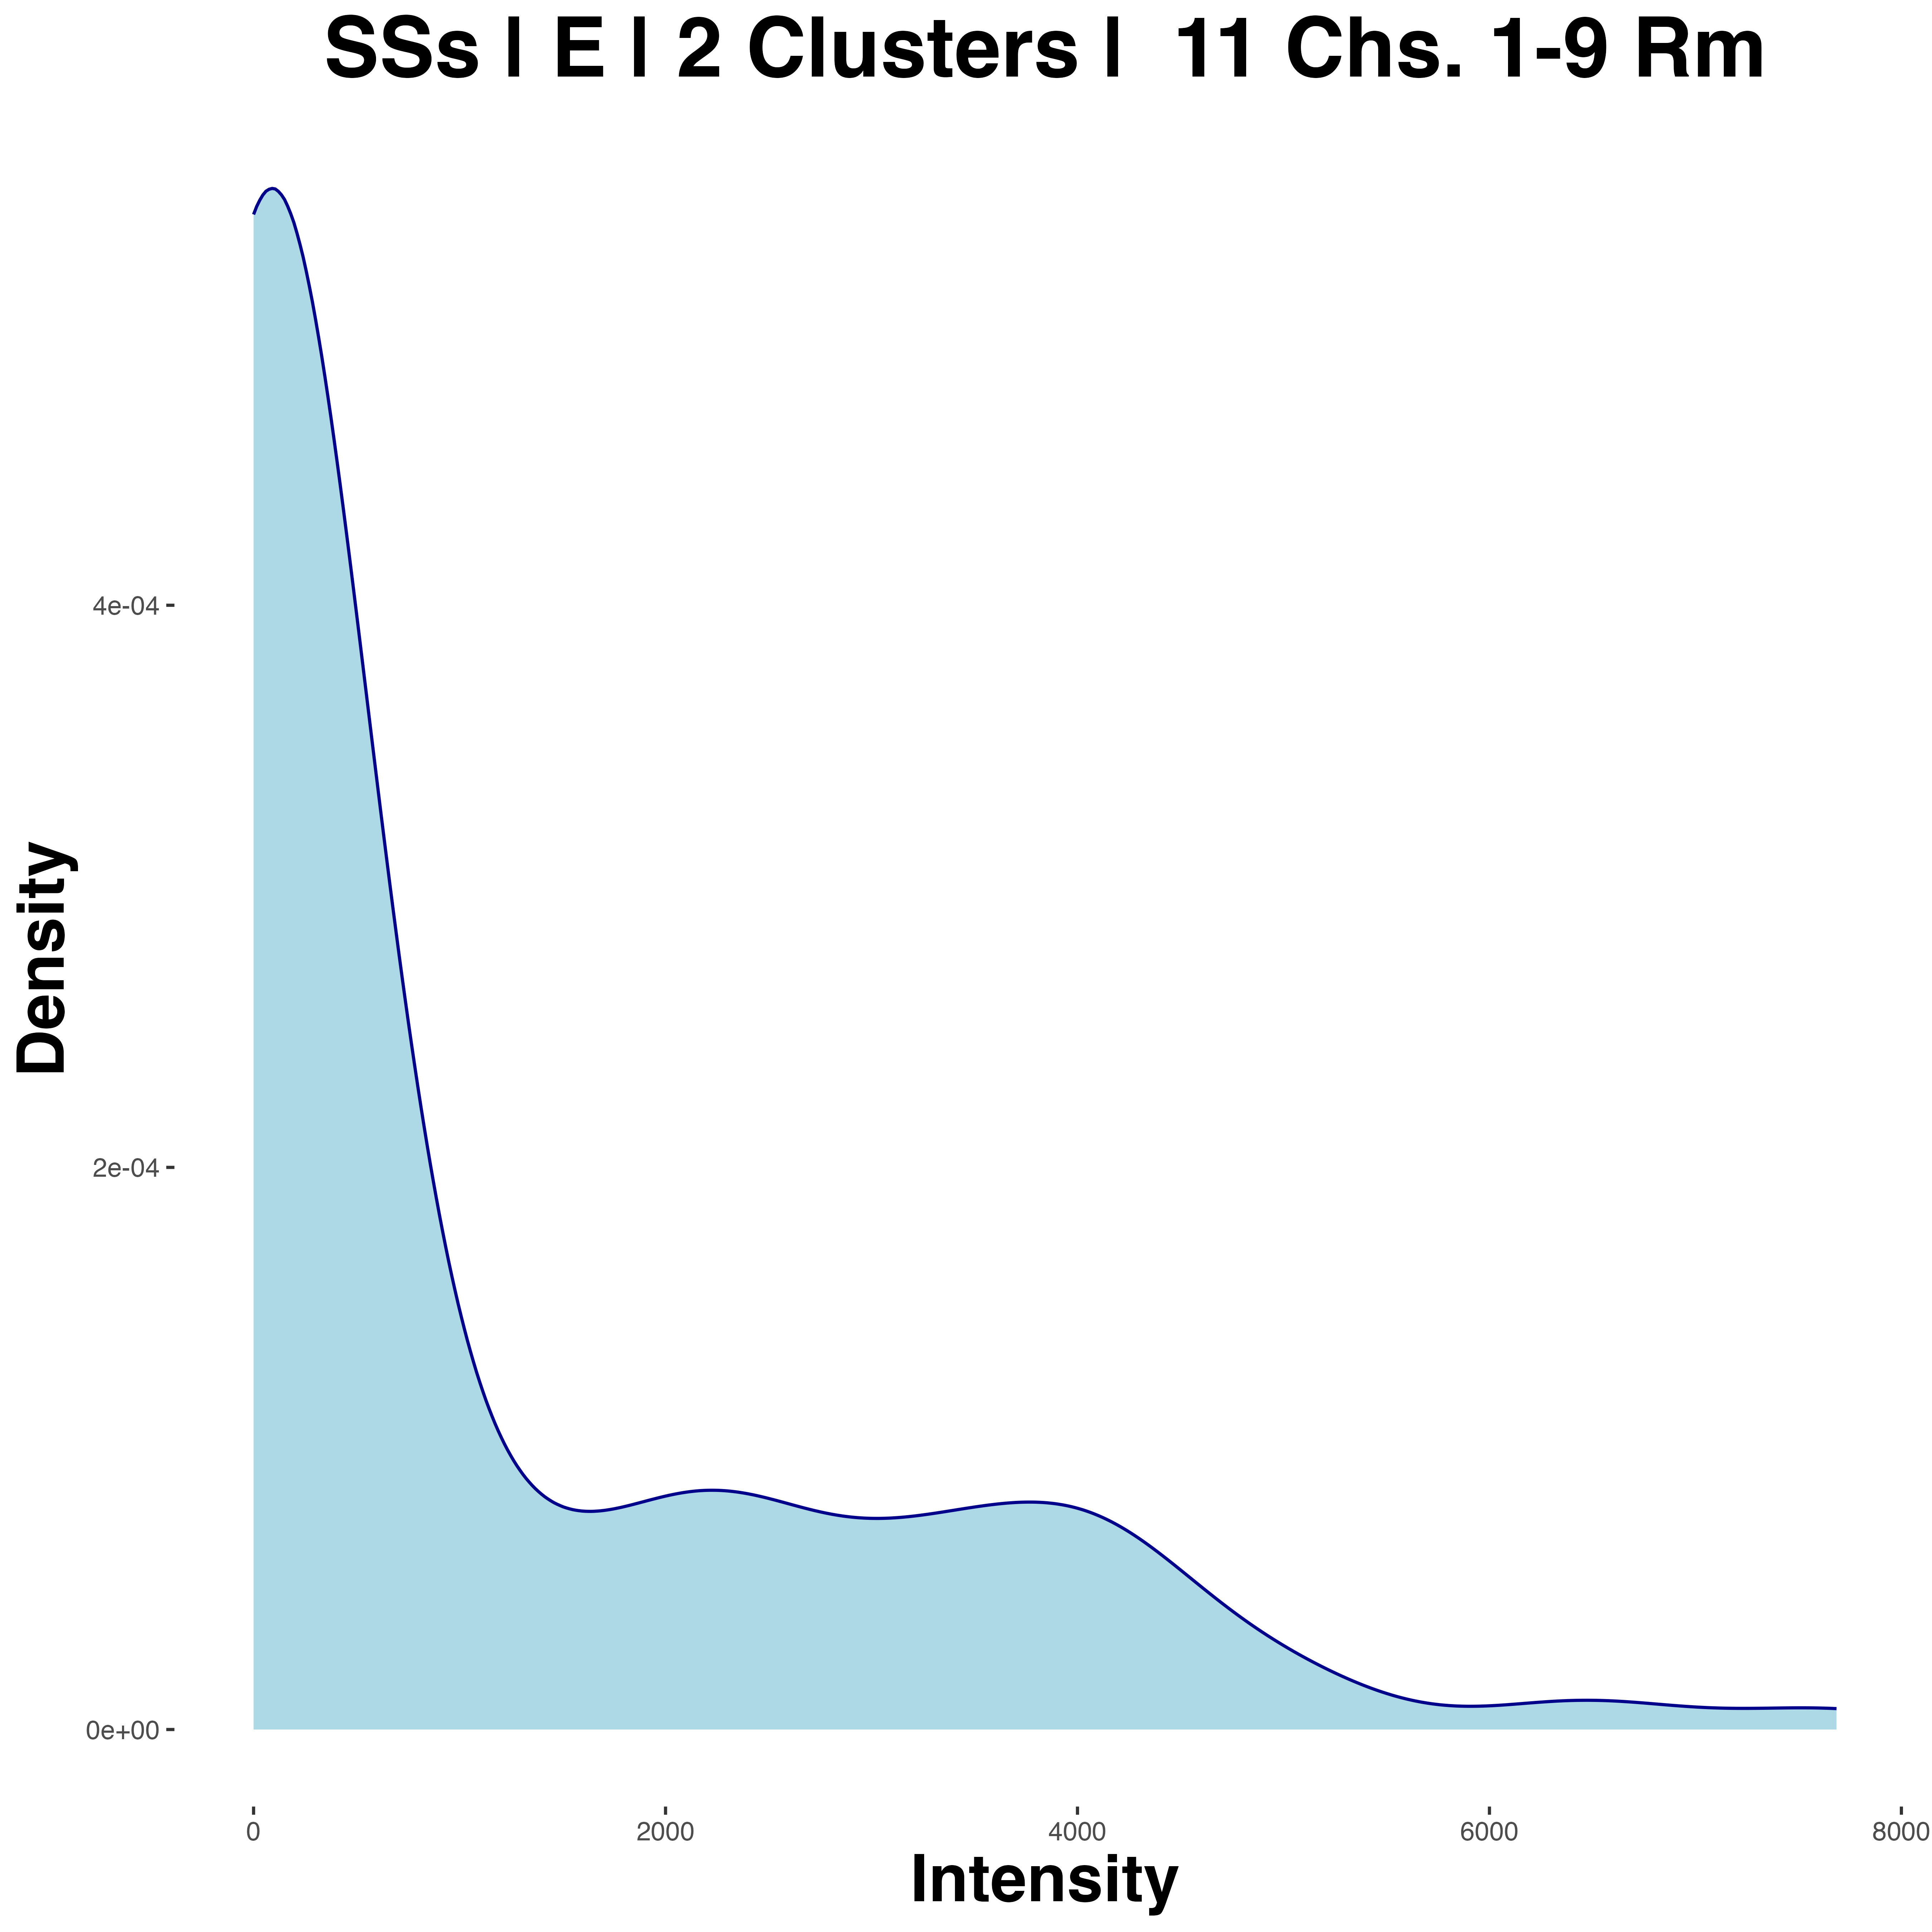 SSs | E | 2 Clusters |  11 Chs. 1-9 Rm
Density
4e-04
2e-04
0e+00
0
2000
4000
6000
8000
Intensity